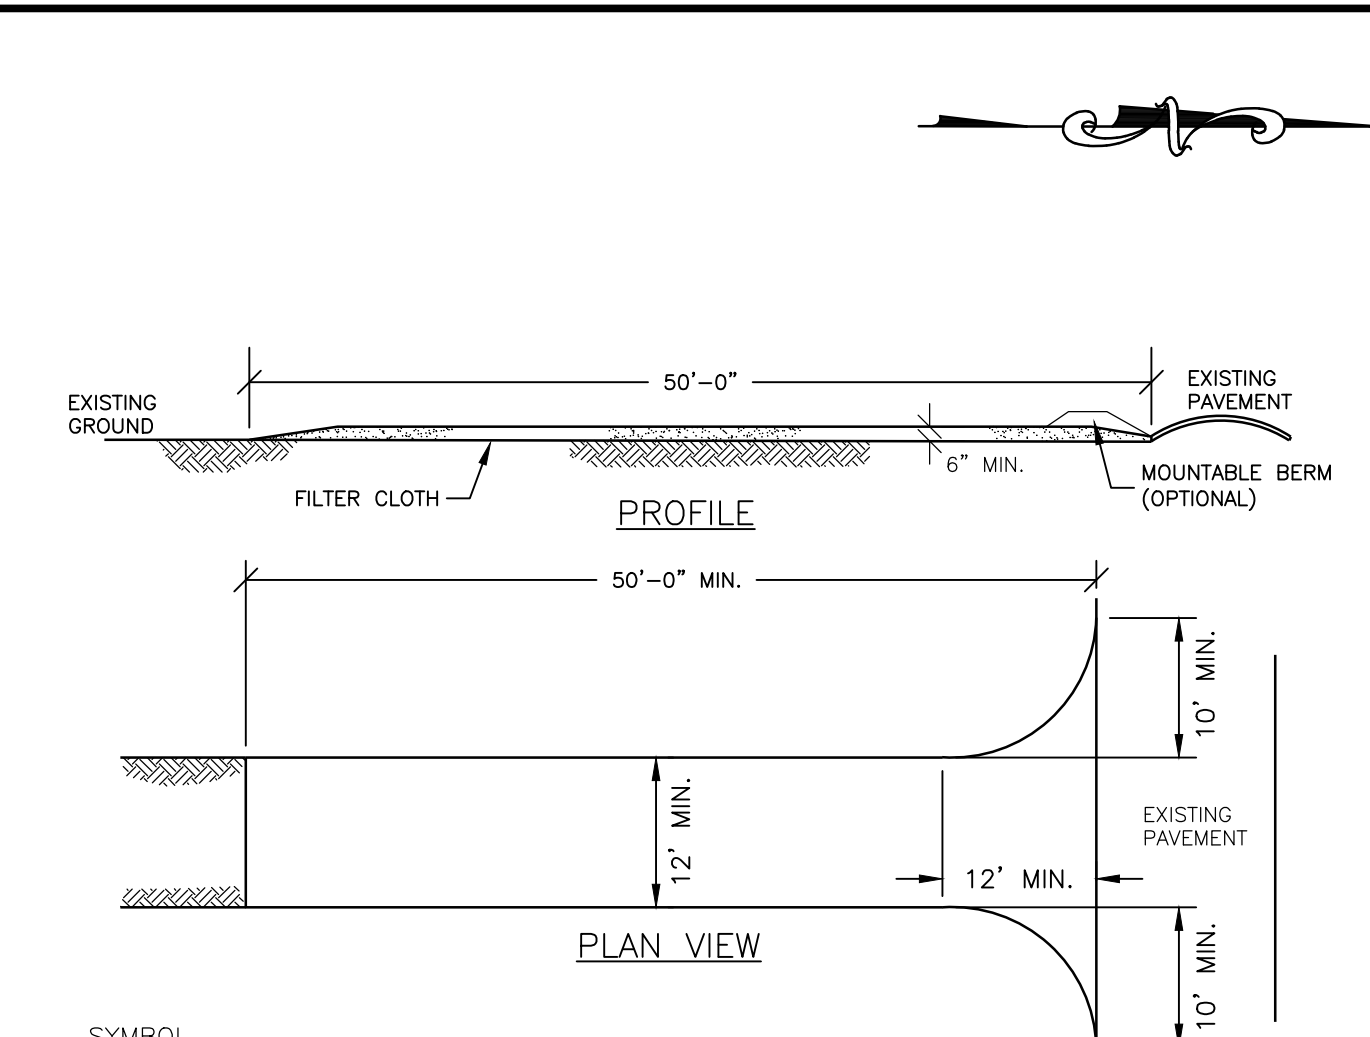 50'-0"
EXISTING
PAVEMENT
EXISTING
GROUND
6" MIN.
MOUNTABLE BERM
(OPTIONAL)
FILTER CLOTH
PROFILE
50'-0" MIN.
10' MIN.
12' MIN.
EXISTING
PAVEMENT
12' MIN.
PLAN VIEW
10' MIN.
SYMBOL